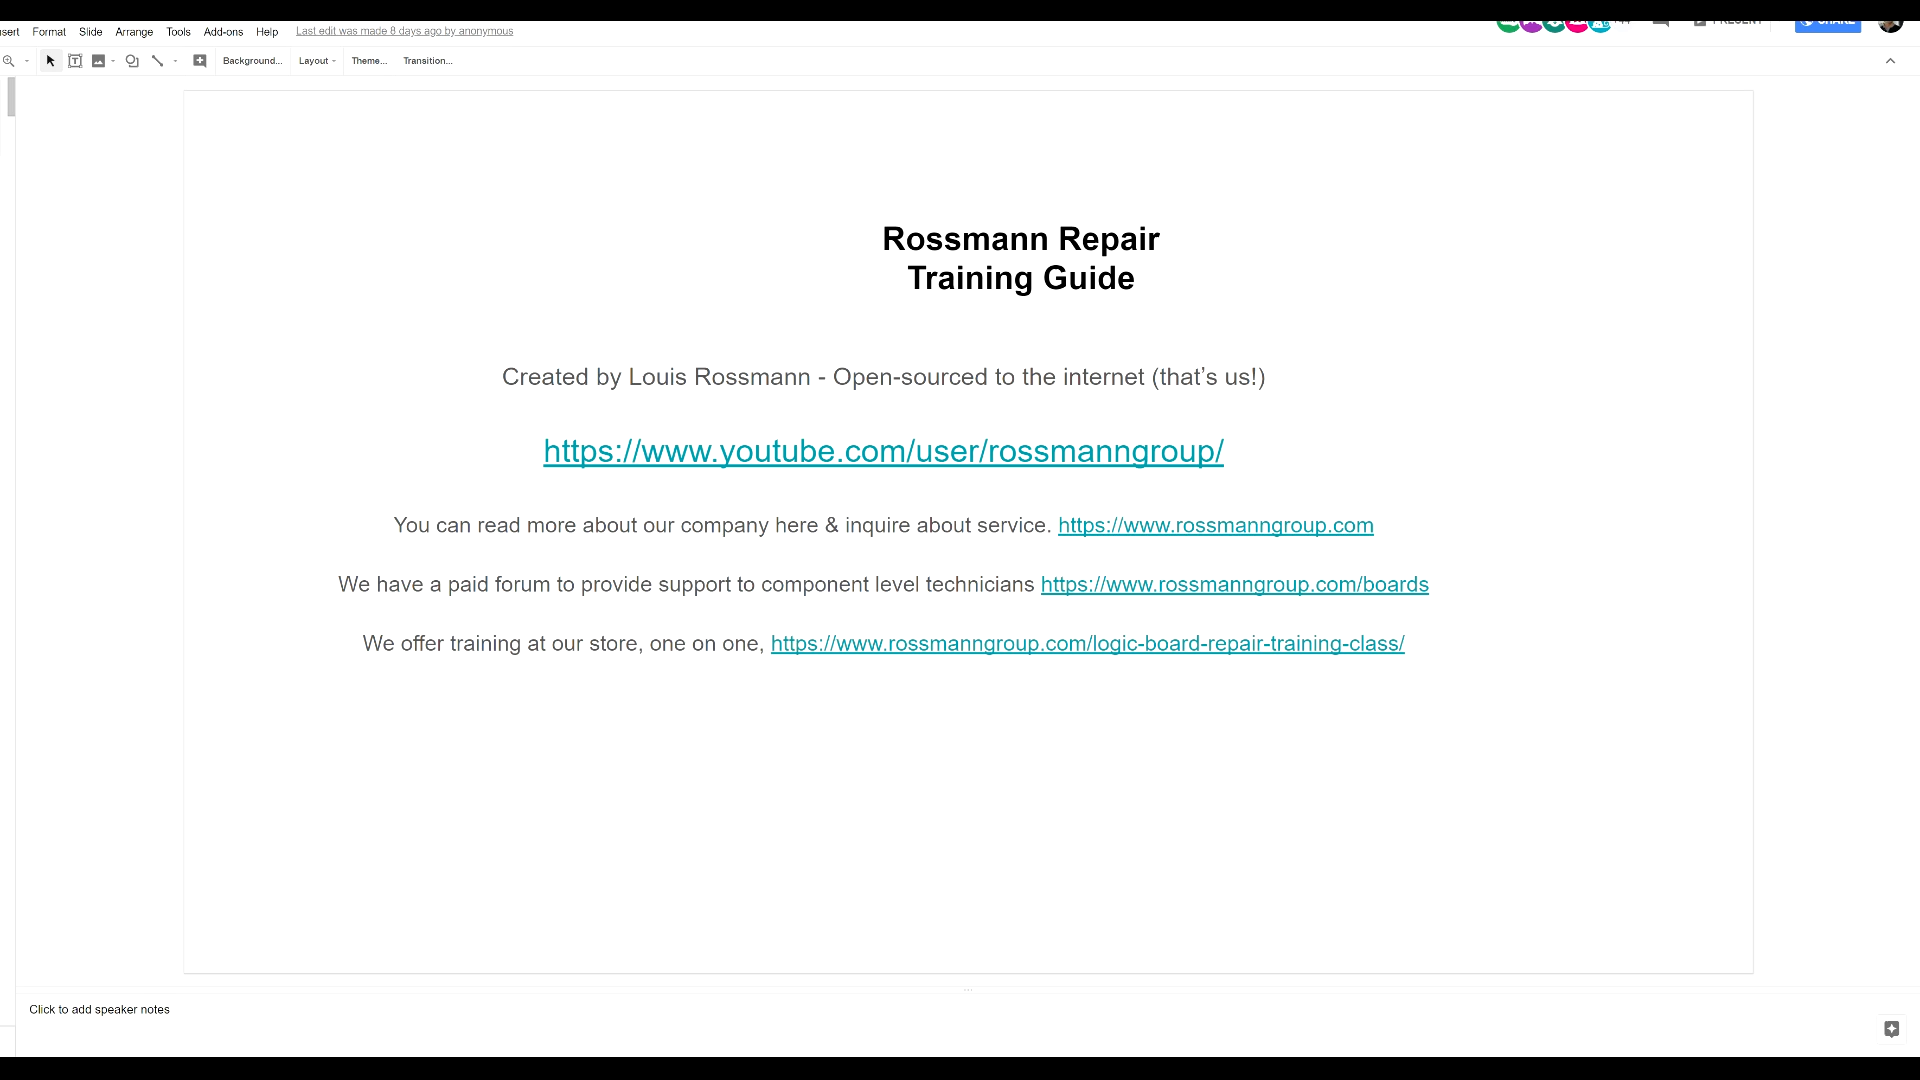 Format Slide Arrange Tools Add-ons Help Last edit was made 8 days ago by anonymous
Background... Layout Theme... Transition...
Rossmann Repair
Training Guide
Created by Louis Rossmann - Open-sourced to the internet (that's us!)
https://www.youtube.com/user/rossmanngroup/
You can read more about our company here & inquire about service. https://www.rossmanngroup.com
We have a paid forum to provide support to component level technicians https://www.rossmanngroup.com/boards
We offer training at our store, one on one, https://www.rossmanngroup.com/logic-board-repair-training-class/
Click to add speaker notes